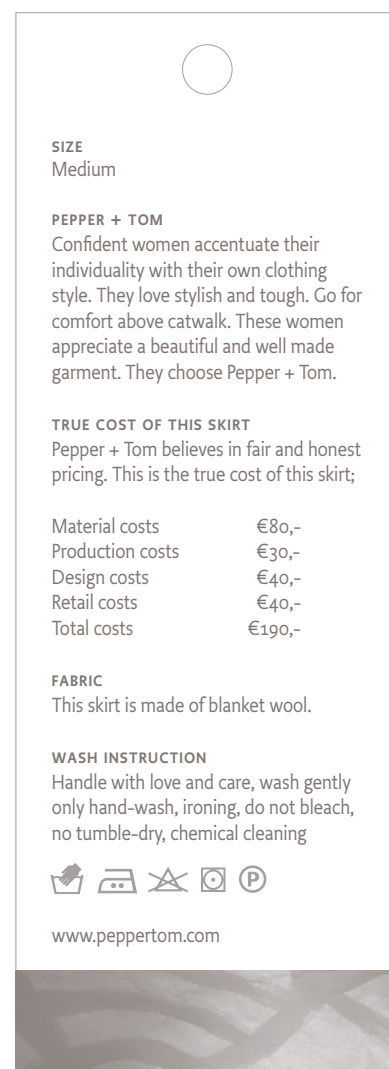 SIZE
Medium
PEPPER + TOM
Confident women accentuate their
individuality with their own clothing
style. They love stylish and tough. Go for
comfort above catwalk. These women
appreciate a beautiful and well made
garment. They choose Pepper + Tom.
TRUE COST OF THIS SKIRT
Pepper + Tom believes in fair and honest
pricing. This is the true cost of this skirt;
Material costs €80,-
Production costs €30,-
Design costs €40,-
Retail costs €40,-
Total costs €190,-
FABRIC
This skirt is made of blanket wool.
WASH INSTRUCTION
Handle with love and care, wash gently
only hand-wash, ironing, do not bleach,
no tumble-dry, chemical cleaning
P
www.peppertom.com